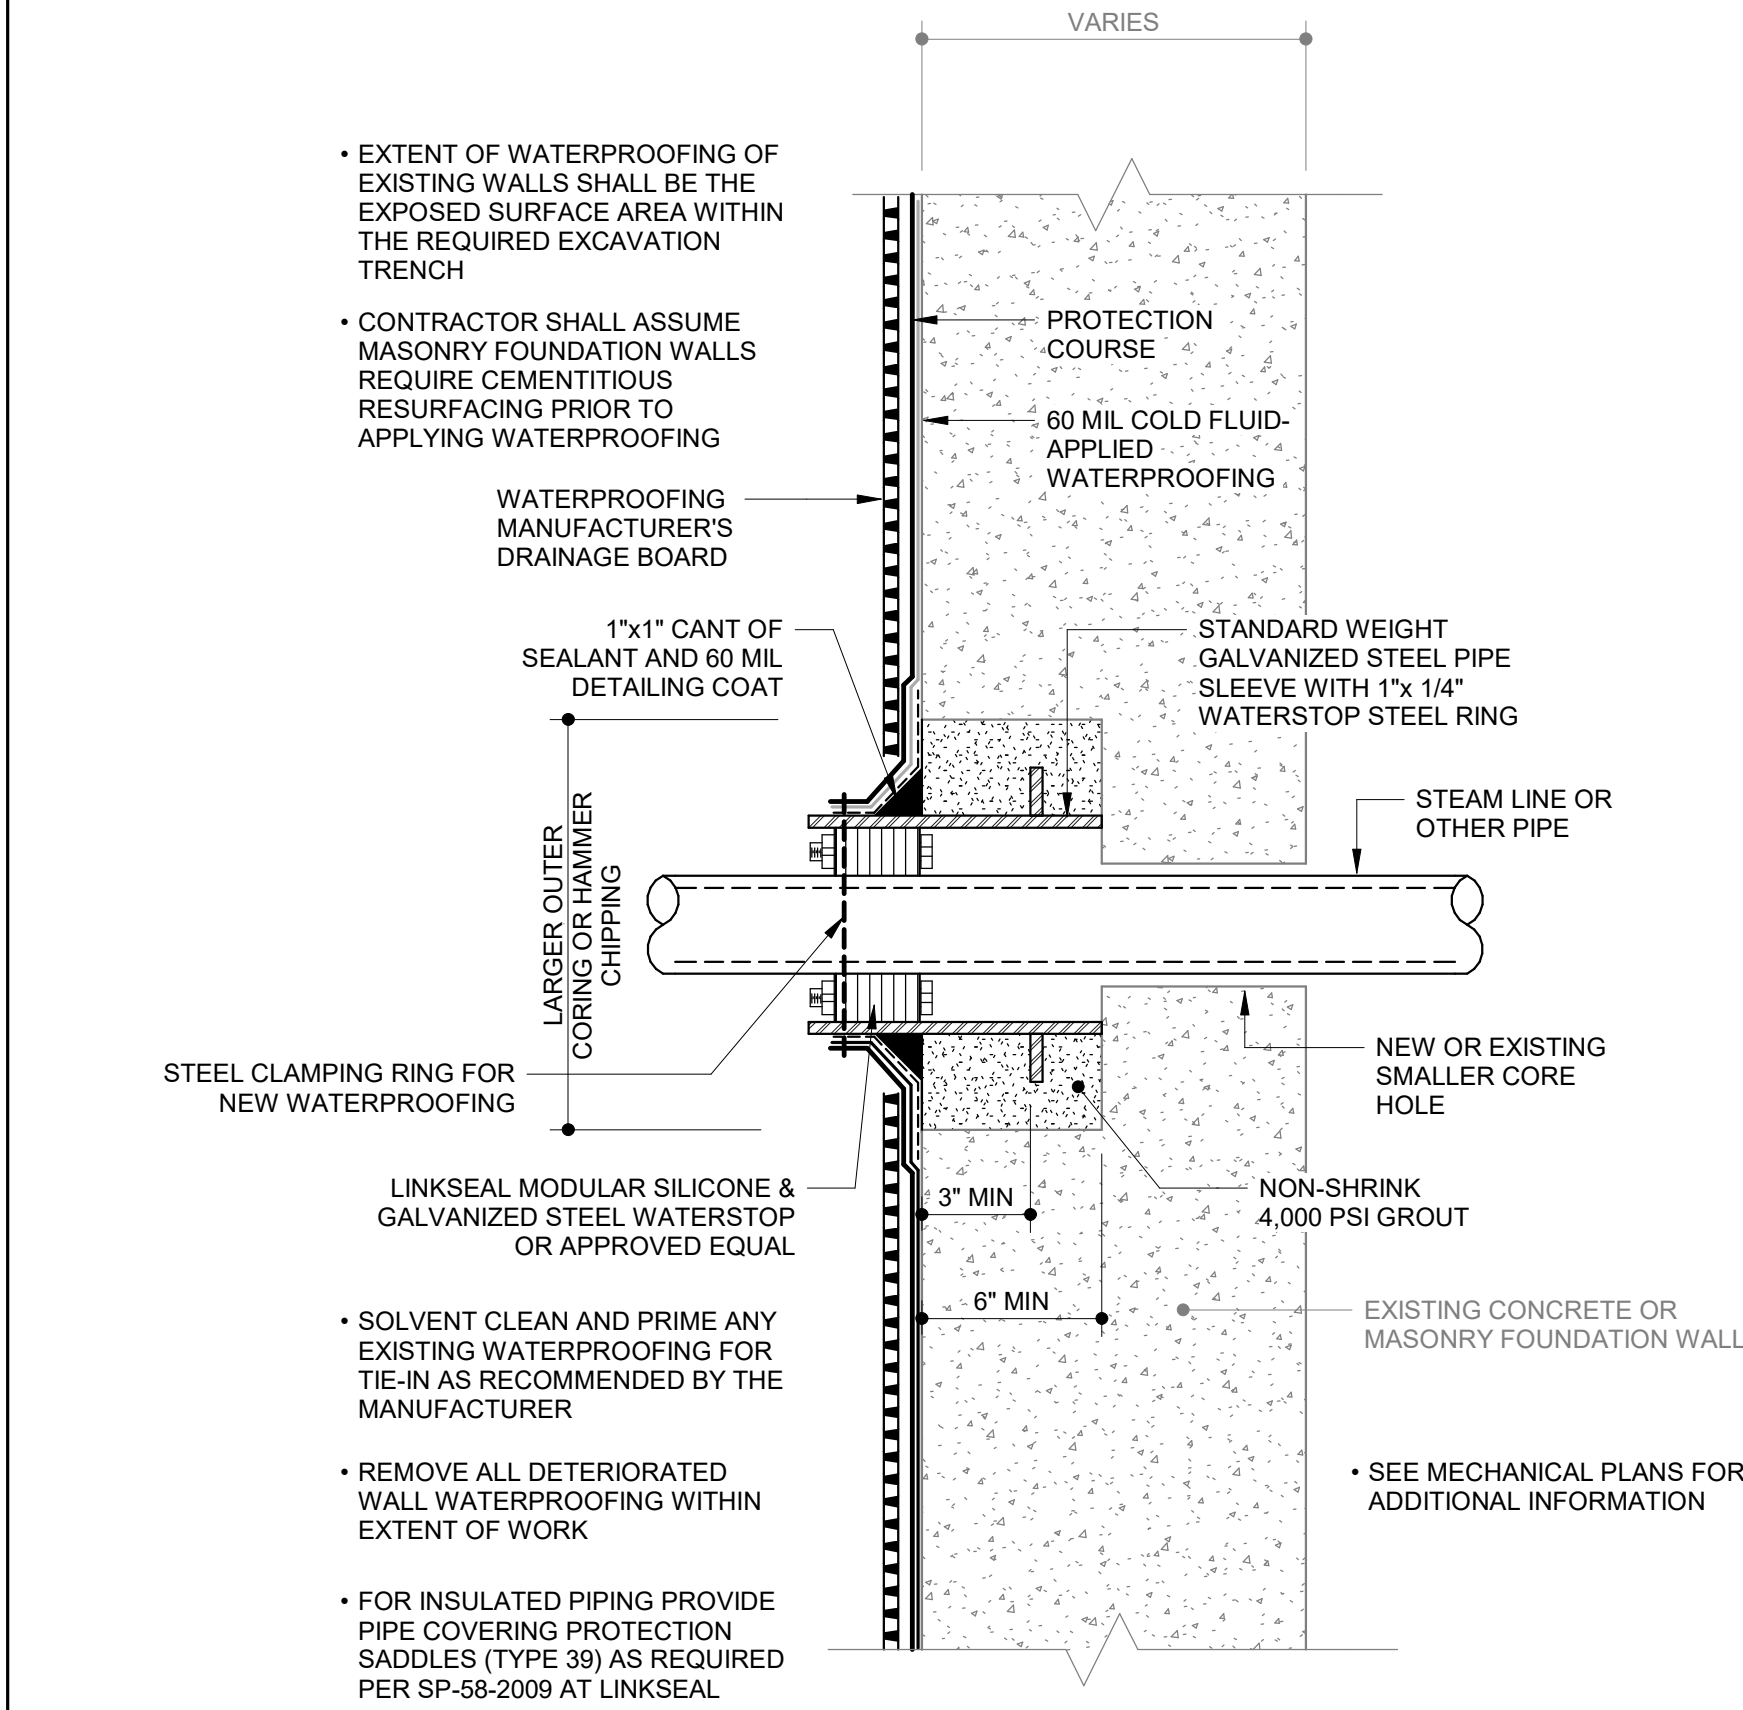 VARIES
• EXTENT OF WATERPROOFING OF
EXISTING WALLS SHALL BE THE
EXPOSED SURFACE AREA WITHIN
THE REQUIRED EXCAVATION
TRENCH
• CONTRACTOR SHALL ASSUME
MASONRY FOUNDATION WALLS
REQUIRE CEMENTITIOUS
RESURFACING PRIOR TO
APPLYING WATERPROOFING
PROTECTION
COURSE
60 MIL COLD FLUID-
APPLIED
WATERPROOFING
WATERPROOFING
MANUFACTURER'S
DRAINAGE BOARD
1"x1" CANT OF
SEALANT AND 60 MIL
DETAILING COAT
STANDARD WEIGHT
GALVANIZED STEEL PIPE
SLEEVE WITH 1"x 1/4"
WATERSTOP STEEL RING
STEAM LINE OR
OTHER PIPE
LARGER OUTER
CORING OR HAMMER
CHIPPING
STEEL CLAMPING RING FOR
NEW WATERPROOFING
NEW OR EXISTING
SMALLER CORE
HOLE
LINKSEAL MODULAR SILICONE &
GALVANIZED STEEL WATERSTOP
OR APPROVED EQUAL
3" MIN
NON-SHRINK
4,000 PSI GROUT
6" MIN
EXISTING CONCRETE OR
MASONRY FOUNDATION WALL
• SOLVENT CLEAN AND PRIME ANY
EXISTING WATERPROOFING FOR
TIE-IN AS RECOMMENDED BY THE
MANUFACTURER
• REMOVE ALL DETERIORATED
WALL WATERPROOFING WITHIN
EXTENT OF WORK
• SEE MECHANICAL PLANS FOR
ADDITIONAL INFORMATION
• FOR INSULATED PIPING PROVIDE
PIPE COVERING PROTECTION
SADDLES (TYPE 39) AS REQUIRED
PER SP-58-2009 AT LINKSEAL